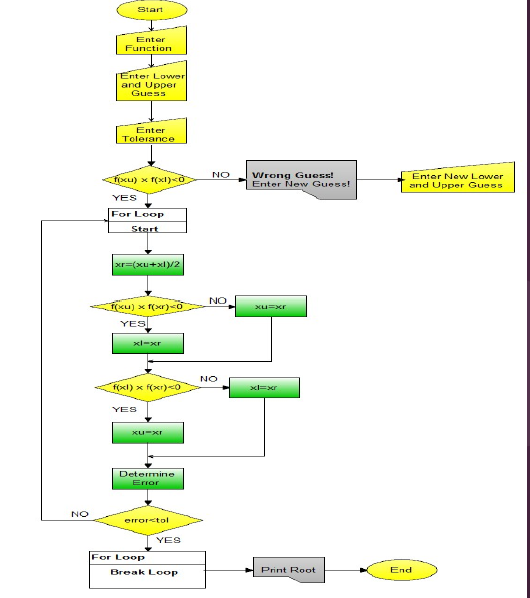 Start
Enter
Function
Enter Lower
and Upper
Guess
Enter
Tolerance
f(xu) x f(xl)<0
NO
Wrong Guess!
Enter New Guess!
Enter New Lower
and Upper Guess
YES
For Loop
Start
xr=(xu+xl)/2
f(xu) x f(xr)<0
NO
xu=xr
YES
xl=xr
f(xl) x f(xr)<0
NO
xl=xr
YES
xu=xr
Determine
Error
error<tol
NO
YES
For Loop
Break Loop
Print Root
End